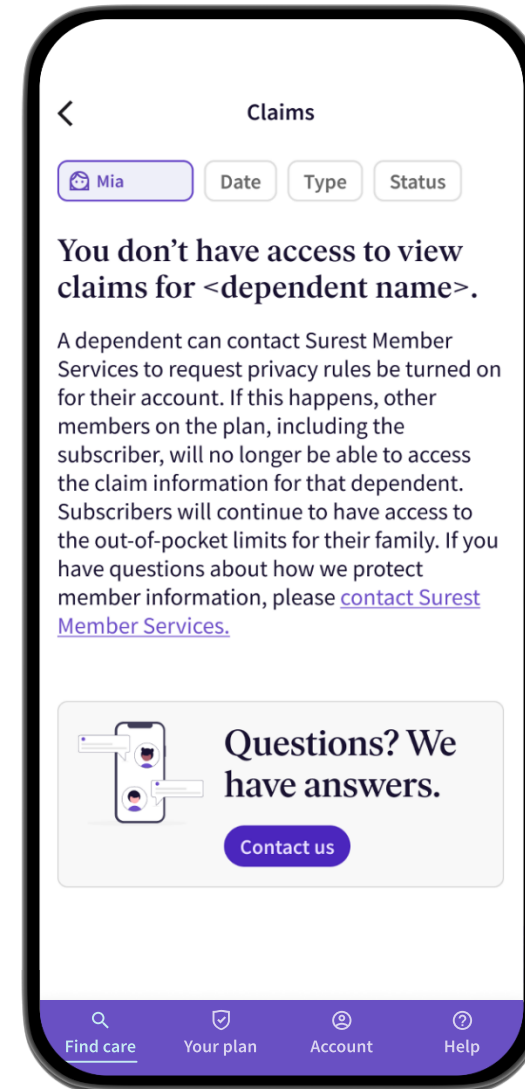 Claims
Mia
Date
Type
Status
You don’t have access to view
claims for <dependent name>.
A dependent can contact Surest Member
Services to request privacy rules be turned on
for their account. If this happens, other
members on the plan, including the
subscriber, will no longer be able to access
the claim information for that dependent.
Subscribers will continue to have access to
the out-of-pocket limits for their family. If you
have questions about how we protect
member information, please contact Surest
Member Services.
Questions? We
have answers.
Contact us
Find care
Your plan
Account
Help